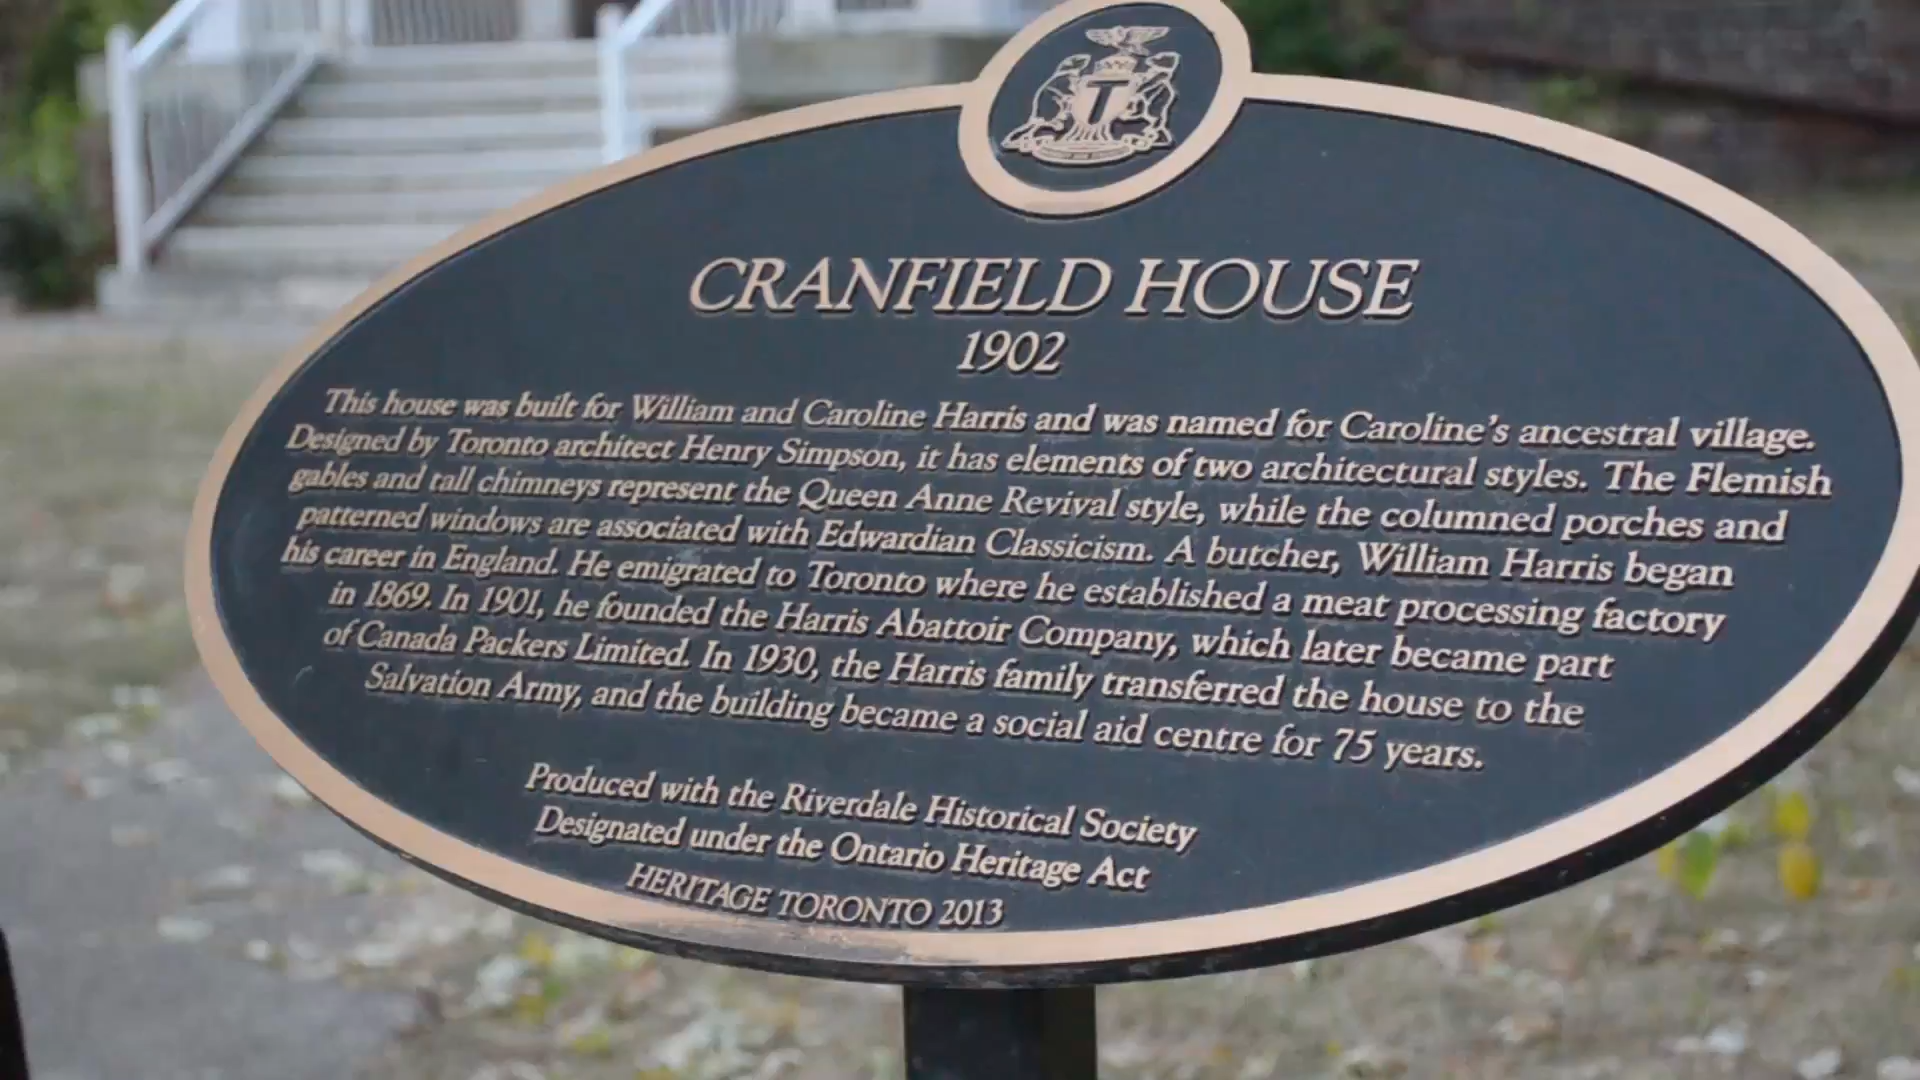 T
CRANFIELD HOUSE
1902
This house was built for William and Caroline Harris and was named for Caroline's ancestral village.
Designed by Toronto architect Henry Simpson, it has elements of two architectural styles. The Flemish
gables and tall chimneys represent the Queen Anne Revival style, while the columned porches and
patterned windows are associated with Edwardian Classicism. A butcher, William Harris began
his career in England. He emigrated to Toronto where he established a meat processing factory
in 1869. In 1901, he founded the Harris Abattoir Company, which later became part
of Canada Packers Limited. In 1930, the Harris family transferred the house to the
Salvation Army, and the building became a social aid centre for 75 years.
Produced with the Riverdale Historical Society
Designated under the Ontario Heritage Act
HERITAGE TORONTO 2013